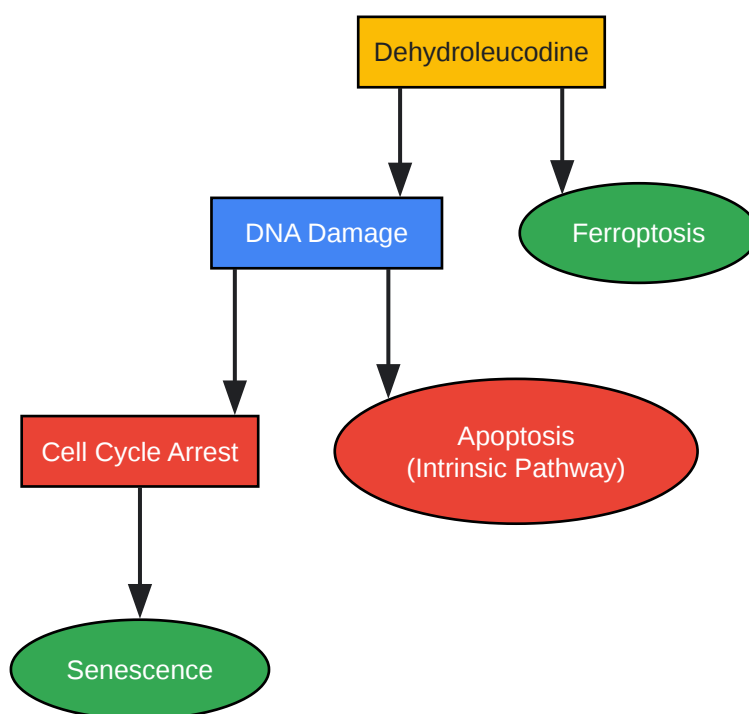 Dehydroleucodine
DNA Damage
Ferroptosis
Cell Cycle Arrest
Apoptosis
(Intrinsic Pathway)
Senescence